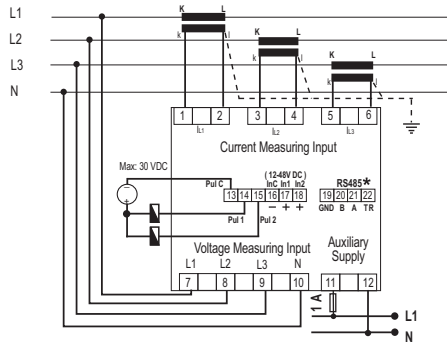 L1
K L
L2
k l
K L
L3
k l
K L
N
k l
1 2 3 4 5 6
IL1 IL2 IL3
Current Measuring Input
Max: 30 VDC
( 12-48V DC )
InC In1 In2
RS485*
Pul C
13 14 15 16 17 18
19 20 21 22
− + +
GND B A TR
Pul 1
Pul 2
Voltage Measuring Input
Auxiliary
Supply
L1 L2 L3 N
7 8 9 10 11 12
1 A
L1
N